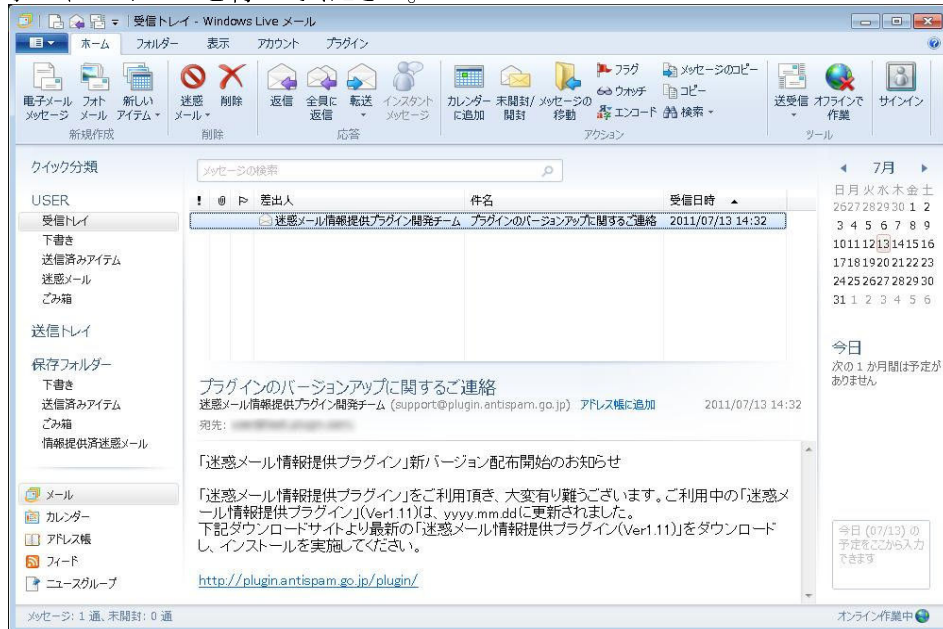 受信トレイ - Windows Live メール
ホーム フォルダー 表示 アカウント プラグイン
電子メール メッセージ フォト メール 新しい アイテム 迷惑 メール 削除 返信 全員に 返信 転送 インスタント メッセージ カレンダー に追加 未開封/ 開封 メッセージの 移動 フラグ ウォッチ エンコード メッセージのコピー コピー 検索 送受信 オフラインで 作業 サインイン
新規作成 削除 応答 アクション ツール
クイック分類
メッセージの検索
USER
受信トレイ
下書き
送信済みアイテム
迷惑メール
ごみ箱
送信トレイ
保存フォルダー
下書き
送信済みアイテム
ごみ箱
情報提供済迷惑メール
メール
カレンダー
アドレス帳
フィード
ニュースグループ
! 差出人 件名 受信日時
迷惑メール情報提供プラグイン開発チーム プラグインのバージョンアップに関するご連絡 2011/07/13 14:32
プラグインのバージョンアップに関するご連絡
迷惑メール情報提供プラグイン開発チーム (support@plugin.antispam.go.jp) アドレス帳に追加 2011/07/13 14:32
宛先:
「迷惑メール情報提供プラグイン」新バージョン配布開始のお知らせ
「迷惑メール情報提供プラグイン」をご利用頂き、大変有り難うございます。ご利用中の「迷惑メ
ール情報提供プラグイン」(Ver1.11)は、yyyy.mm.ddに更新されました。
下記ダウンロードサイトより最新の「迷惑メール情報提供プラグイン(Ver1.11)」をダウンロード
し、インストールを実施してください。
http://plugin.antispam.go.jp/plugin/
7月
日 月 火 水 木 金 土
26 27 28 29 30 1 2
3 4 5 6 7 8 9
10 11 12 13 14 15 16
17 18 19 20 21 22 23
24 25 26 27 28 29 30
31 1 2 3 4 5 6
今日
次の 1 か月間は予定が
ありません
今日 (07/13) の
予定をここから入力
できます
メッセージ: 1 通、未開封: 0 通
オンライン作業中